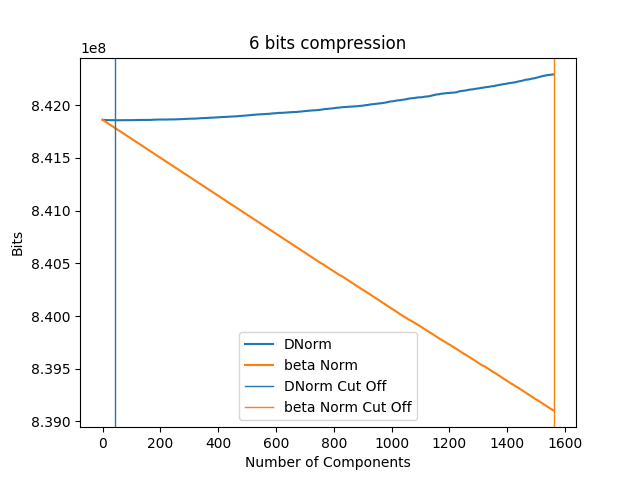 6 bits compression
1e8
8.420
8.415
8.410
8.405
8.400
8.395
8.390
Bits
DNorm
beta Norm
DNorm Cut Off
beta Norm Cut Off
0 200 400 600 800 1000 1200 1400 1600
Number of Components